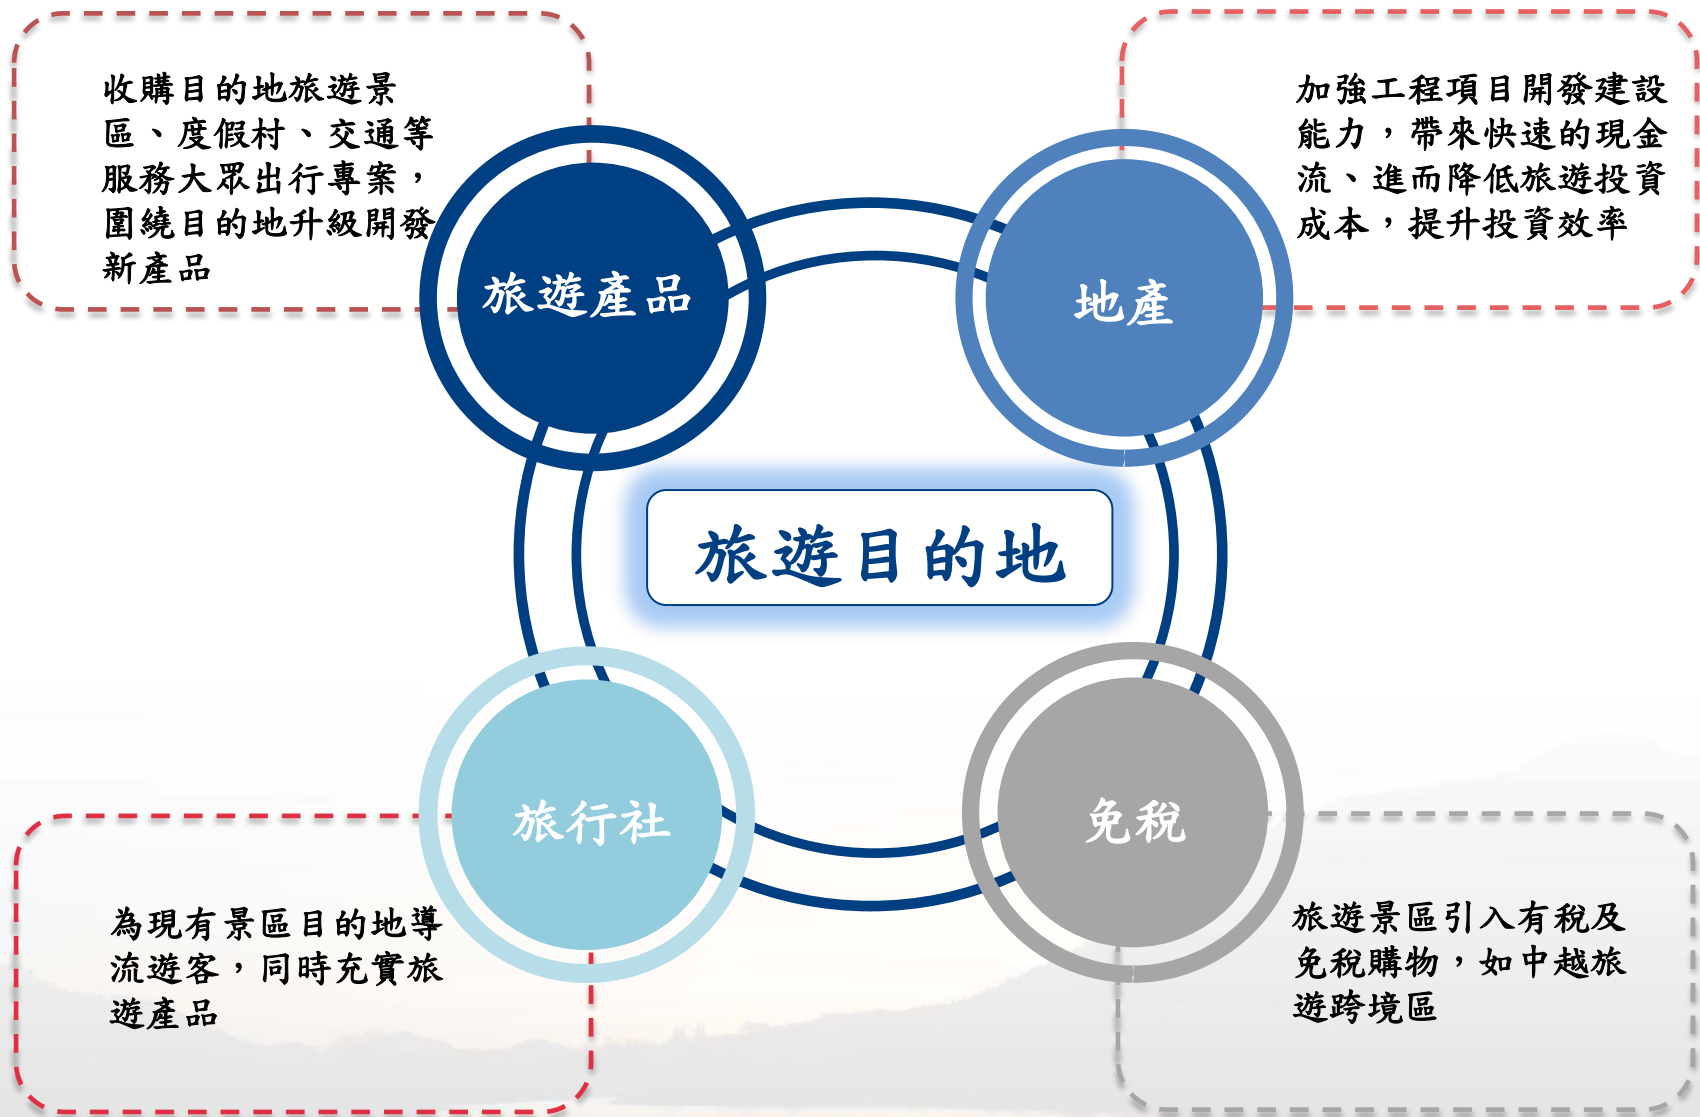 收購目的地旅遊景
區、度假村、交通等
服務大眾出行專案，
圍繞目的地升級開發
新產品
旅遊產品
加強工程項目開發建設
能力，帶來快速的現金
流、進而降低旅遊投資
成本，提升投資效率
地產
旅遊目的地
旅行社
為現有景區目的地導
流遊客，同時充實旅
遊產品
免稅
旅遊景區引入有稅及
免稅購物，如中越旅
遊跨境區